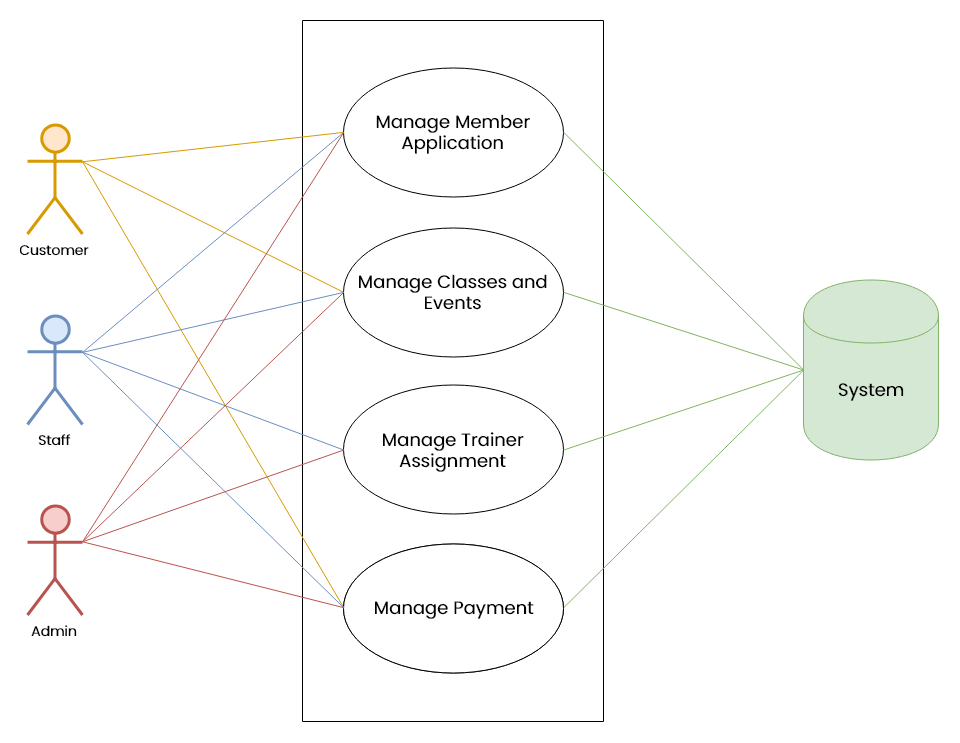 Manage Member
Application
Customer
Manage Classes and
Events
Staff
System
Manage Trainer
Assignment
Admin
Manage Payment